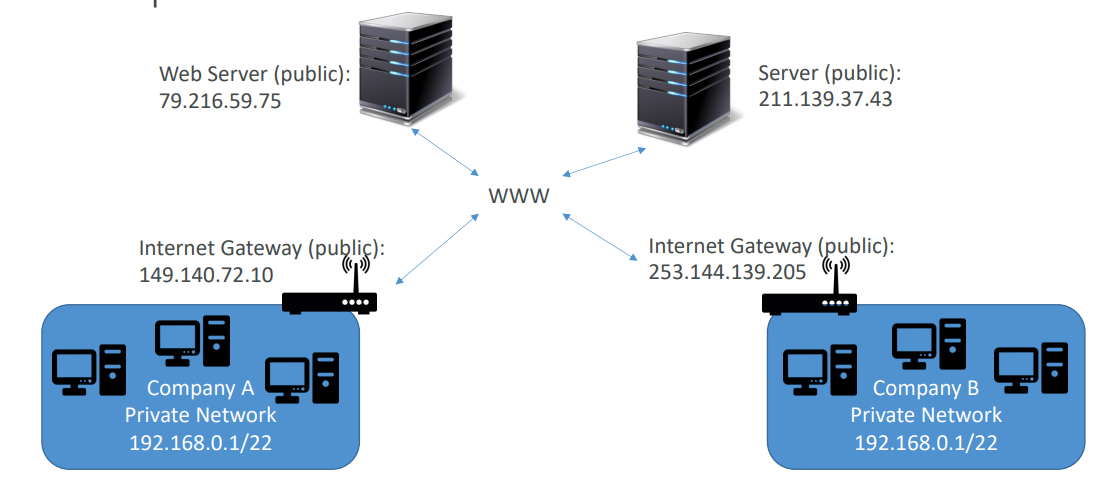 Web Server (public):
79.216.59.75
Server (public):
211.139.37.43
WWW
Internet Gateway (public):
149.140.72.10
Internet Gateway (public):
253.144.139.205
Company A
Private Network
192.168.0.1/22
Company B
Private Network
192.168.0.1/22